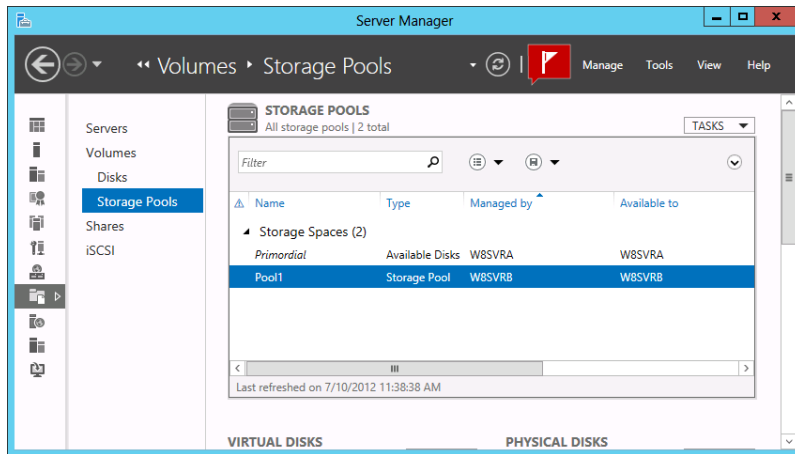 Server Manager
Volumes Storage Pools
Manage Tools View Help
Servers
Volumes
Disks
Storage Pools
Shares
iSCSI
STORAGE POOLS
All storage pools | 2 total
TASKS
Filter
Name Type Managed by Available to
Storage Spaces (2)
Primordial Available Disks W8SVRA W8SVRA
Pool1 Storage Pool W8SVRB W8SVRB
Last refreshed on 7/10/2012 11:38:38 AM
VIRTUAL DISKS PHYSICAL DISKS